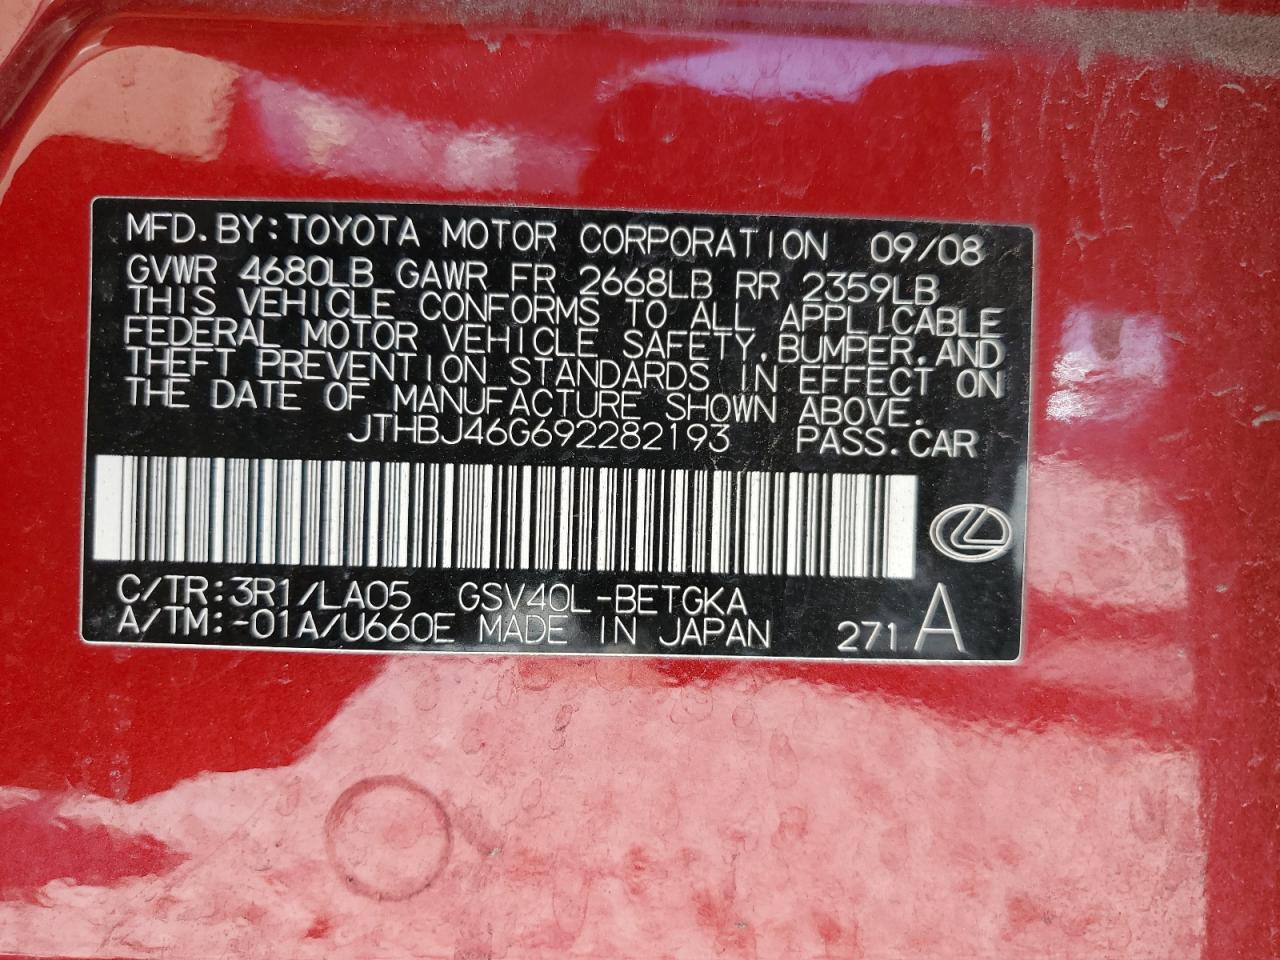 MFD. BY: TOYOTA MOTOR CORPORATION 09/08
GVWR 4680LB GAWR FR 2668LB RR 2359LB
THIS VEHICLE CONFORMS TO ALL APPLICABLE
FEDERAL MOTOR VEHICLE SAFETY, BUMPER, AND
THEFT PREVENTION STANDARDS IN EFFECT ON
THE DATE OF MANUFACTURE SHOWN ABOVE.
JTHBJ46G692282193 PASS. CAR
C/TR: 3R1/LA05 GSV40L-BETGKA
A/TM: -01A/U660E MADE IN JAPAN 271 A